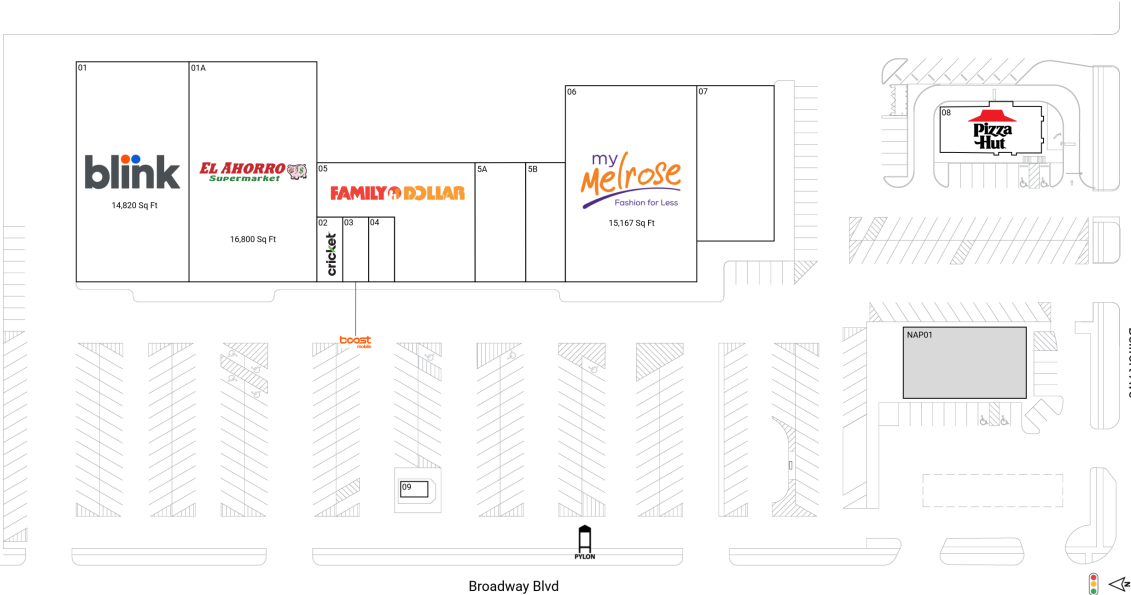 01
01A
blink
14,820 Sq Ft
EL AHORRO
Supermarket
16,800 Sq Ft
05
FAMILY DOLLAR
02
cricket
03
04
5A
5B
06
my
Melrose
Fashion for Less
15,167 Sq Ft
07
08
Pizza
Hut
boost
mobile
NAP01
09
PYLON
Broadway Blvd
N